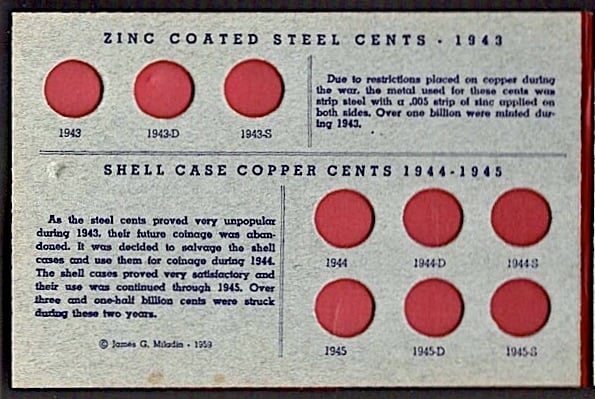 ZINC COATED STEEL CENTS - 1943
1943 1943-D 1943-S
Due to restrictions placed on copper during
the war, the metal used for these cents was
strip steel with a .005 strip of zinc applied on
both sides. Over one billion were minted dur-
ing 1943.
SHELL CASE COPPER CENTS 1944-1945
As the steel cents proved very unpopular
during 1943, their future coinage was aban-
doned. It was decided to salvage the shell
cases and use them for coinage during 1944.
The shell cases proved very satisfactory and
their use was continued through 1945. Over
three and one-half billion cents were struck
during these two years.
© James G. Miladin - 1959
1944 1944-D 1944-S
1945 1945-D 1945-S